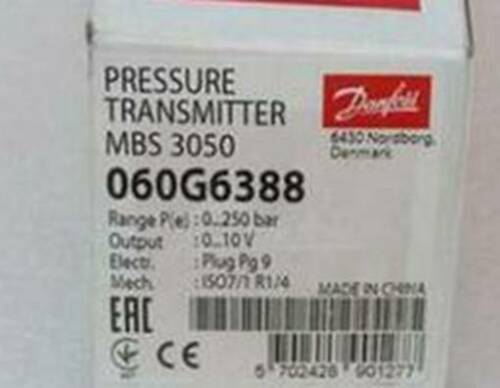 PRESSURE
TRANSMITTER
MBS 3050
060G6388
Danfoss
6430 Nordborg,
Denmark
Range P(e) : 0..250 bar
Output : 0..10 V
Electr. : Plug Pg 9
Mech. : ISO7/1 R1/4
MADE IN CHINA
EAC
CE
5 702428 901277